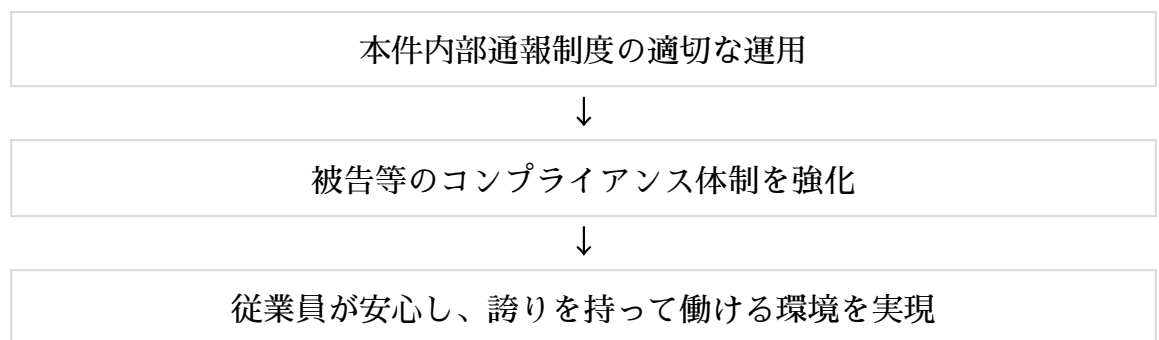 本件内部通報制度の適切な運用
↓
被告等のコンプライアンス体制を強化
↓
従業員が安心し、誇りを持って働ける環境を実現